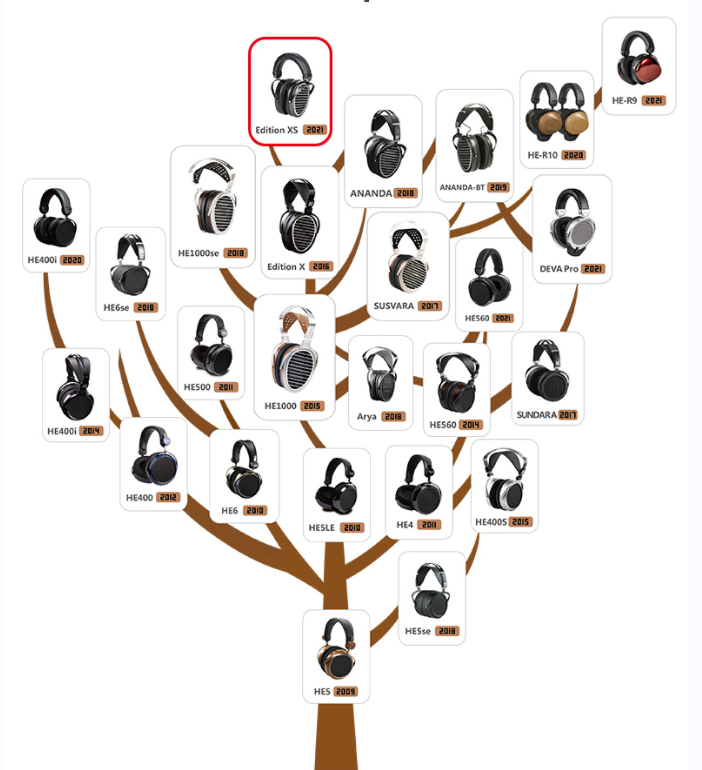 HE-R9 2021
Edition XS 2021
HE-R10 2020
ANANDA 2018
ANANDA-BT 2019
HE1000se 2018
HE400i 2020
Edition X 2016
DEVA Pro 2021
HE6se 2018
SUSVARA 2017
HE560 2021
HE500 2011
HE1000 2015
Arya 2018
HE560 2014
SUNDARA 2017
HE400i 2014
HE400 2012
HE6 2010
HE5LE 2010
HE4 2011
HE400S 2015
HE5se 2018
HE5 2009